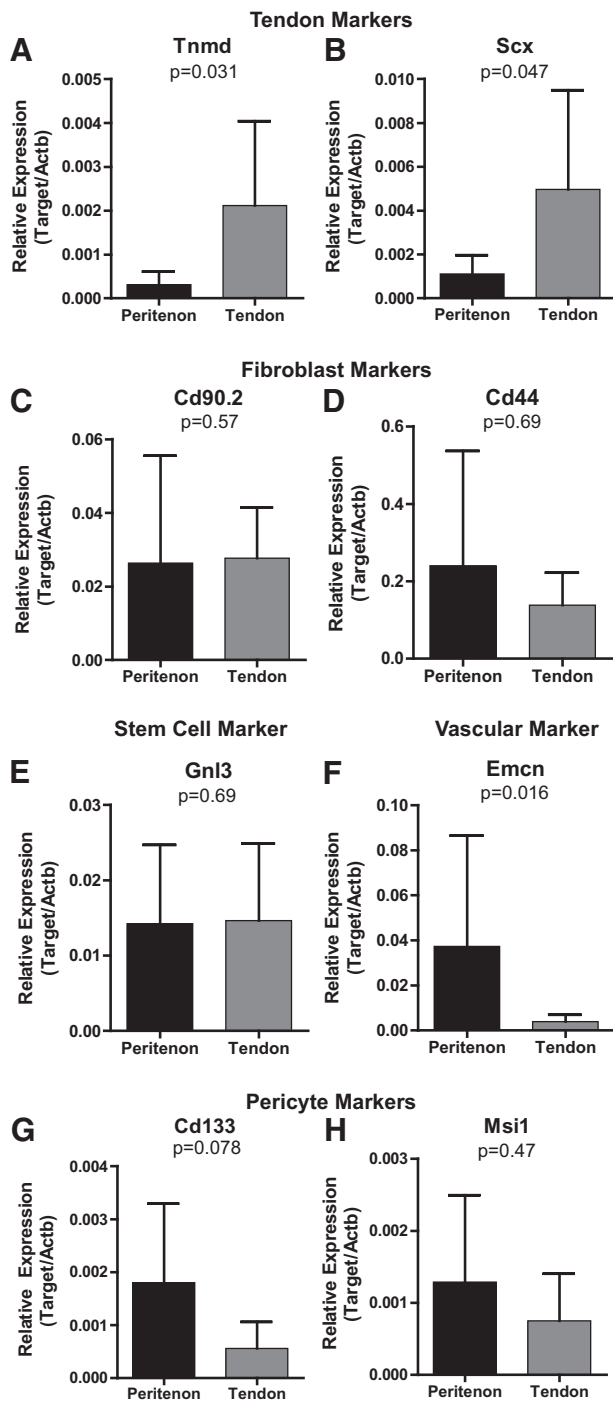 Tendon Markers
A
Tnmd
p=0.031
Relative Expression
(Target/Actb)
0.005
0.004
0.003
0.002
0.001
0.000
Peritenon
Tendon
B
Scx
p=0.047
Relative Expression
(Target/Actb)
0.010
0.008
0.006
0.004
0.002
0.000
Peritenon
Tendon
Fibroblast Markers
C
Cd90.2
p=0.57
Relative Expression
(Target/Actb)
0.06
0.04
0.02
0.00
Peritenon
Tendon
D
Cd44
p=0.69
Relative Expression
(Target/Actb)
0.6
0.4
0.2
0.0
Peritenon
Tendon
Stem Cell Marker
E
Gnl3
p=0.69
Relative Expression
(Target/Actb)
0.03
0.02
0.01
0.00
Peritenon
Tendon
Vascular Marker
F
Emcn
p=0.016
Relative Expression
(Target/Actb)
0.10
0.08
0.06
0.04
0.02
0.00
Peritenon
Tendon
Pericyte Markers
G
Cd133
p=0.078
Relative Expression
(Target/Actb)
0.004
0.003
0.002
0.001
0.000
Peritenon
Tendon
H
Msi1
p=0.47
Relative Expression
(Target/Actb)
0.003
0.002
0.001
0.000
Peritenon
Tendon